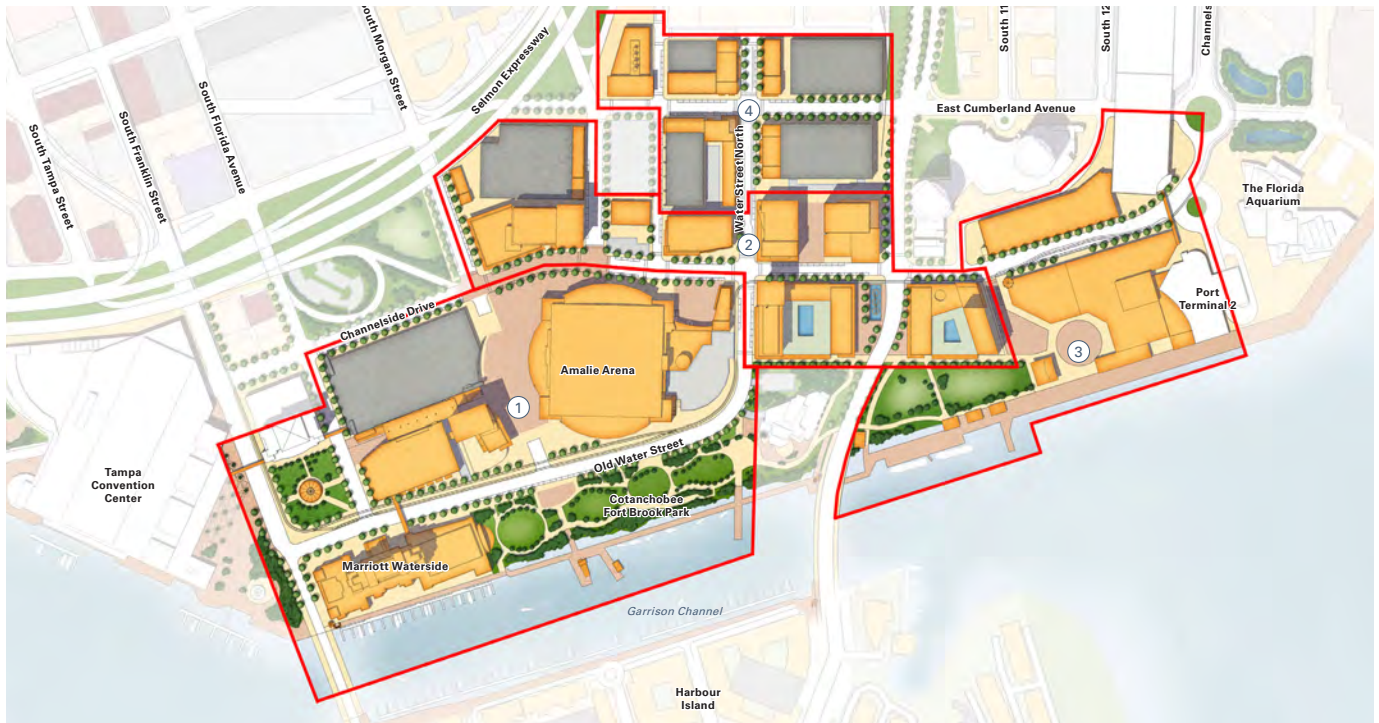 South Morgan Street
Selmon Expressway
South 11
South 12
Channels
South Florida Avenue
South Franklin Street
South Tampa Street
East Cumberland Avenue
4
Water Street North
2
The Florida
Aquarium
Port
Terminal 2
Channelside Drive
Amalie Arena
3
1
Old Water Street
Tampa
Convention
Center
Cotanchobee
Fort Brook Park
Marriott Waterside
Garrison Channel
Harbour
Island